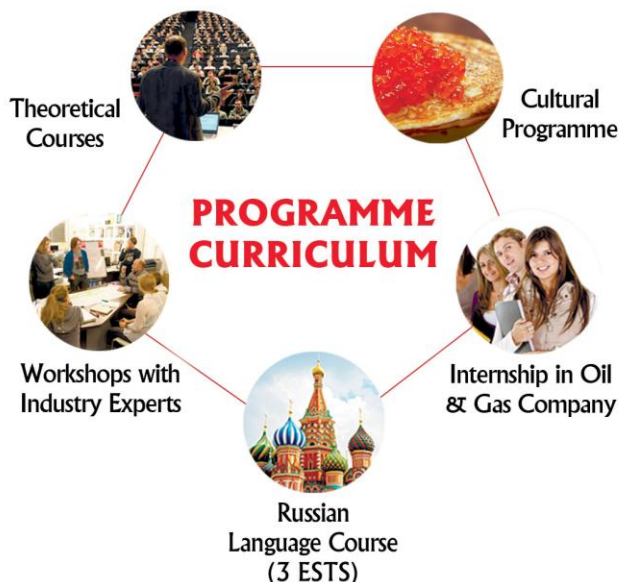 Theoretical
Courses
Cultural
Programme
PROGRAMME
CURRICULUM
Workshops with
Industry Experts
Internship in Oil
& Gas Company
Russian
Language Course
(3 ESTS)